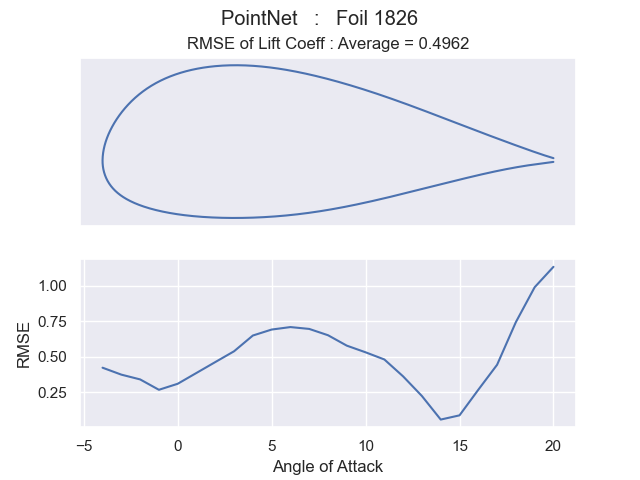 PointNet : Foil 1826
RMSE of Lift Coeff : Average = 0.4962
1.00
0.75
0.50
0.25
RMSE
−5 0 5 10 15 20
Angle of Attack